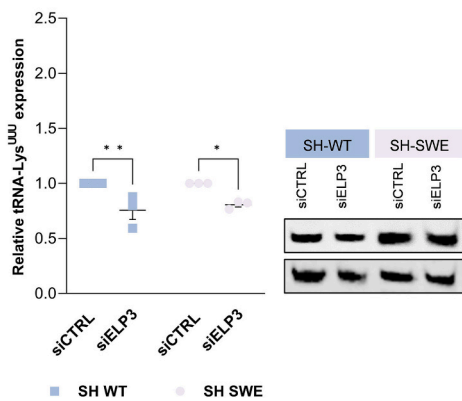 Relative tRNA-Lys^UUU expression
2.5
2.0
1.5
1.0
0.5
0.0
* *
*
siCTRL
siELP3
siCTRL
siELP3
SH WT
SH SWE
SH-WT
SH-SWE
siCTRL
siELP3
siCTRL
siELP3